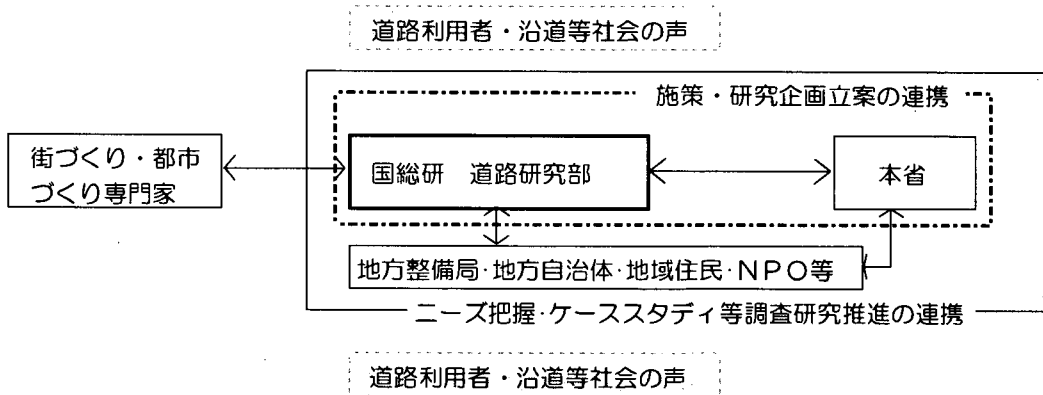 道路利用者・沿道等社会の声
施策・研究企画立案の連携
街づくり・都市
づくり専門家
国総研　道路研究部
本省
地方整備局・地方自治体・地域住民・ＮＰＯ等
ニーズ把握・ケーススタディ等調査研究推進の連携
道路利用者・沿道等社会の声